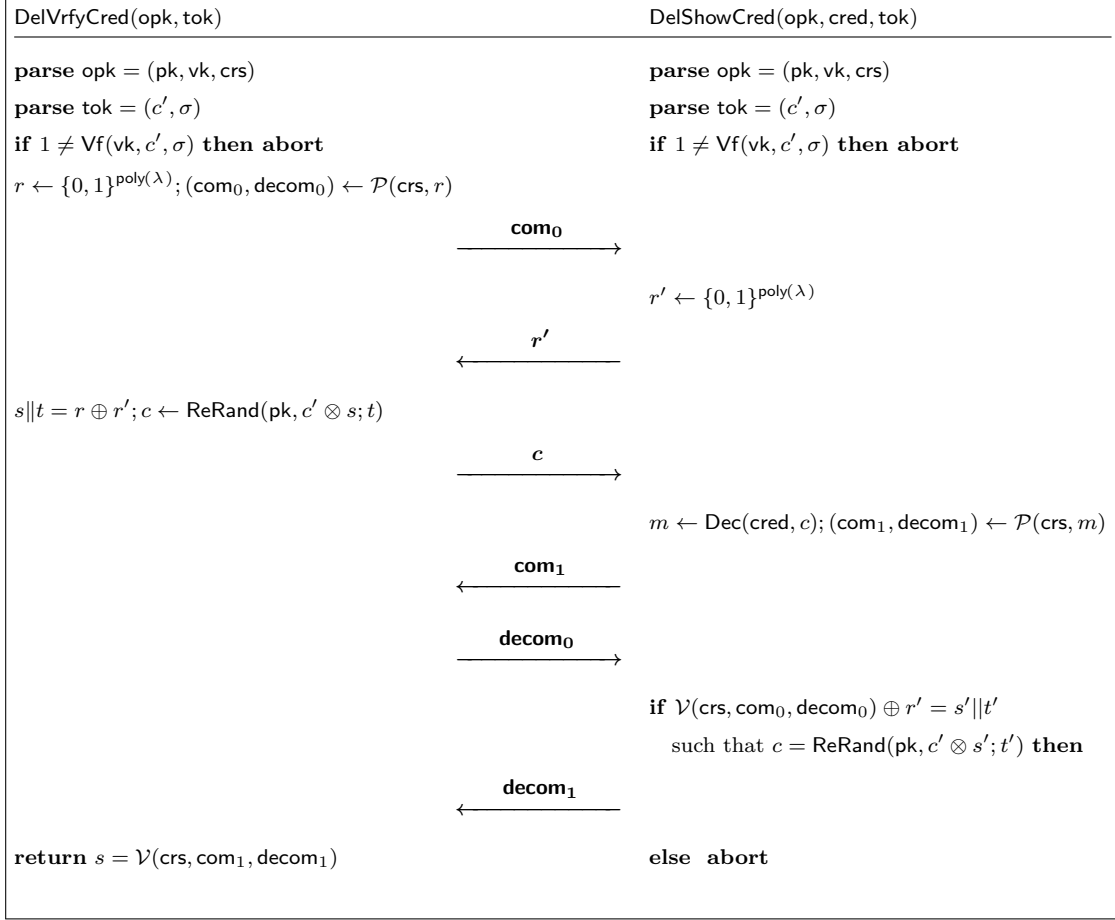 DelVrfyCred(opk, tok) DelShowCred(opk, cred, tok)
parse opk = (pk, vk, crs) parse opk = (pk, vk, crs)
parse tok = (c′, σ) parse tok = (c′, σ)
if 1 ≠ Vf(vk, c′, σ) then abort if 1 ≠ Vf(vk, c′, σ) then abort
r ← {0, 1}^poly(λ); (com₀, decom₀) ← 𝒫(crs, r)
com₀
r′ ← {0, 1}^poly(λ)
r′
s‖t = r ⊕ r′; c ← ReRand(pk, c′ ⊗ s; t)
c
m ← Dec(cred, c); (com₁, decom₁) ← 𝒫(crs, m)
com₁
decom₀
if 𝒱(crs, com₀, decom₀) ⊕ r′ = s′||t′
such that c = ReRand(pk, c′ ⊗ s′; t′) then
decom₁
return s = 𝒱(crs, com₁, decom₁) else abort